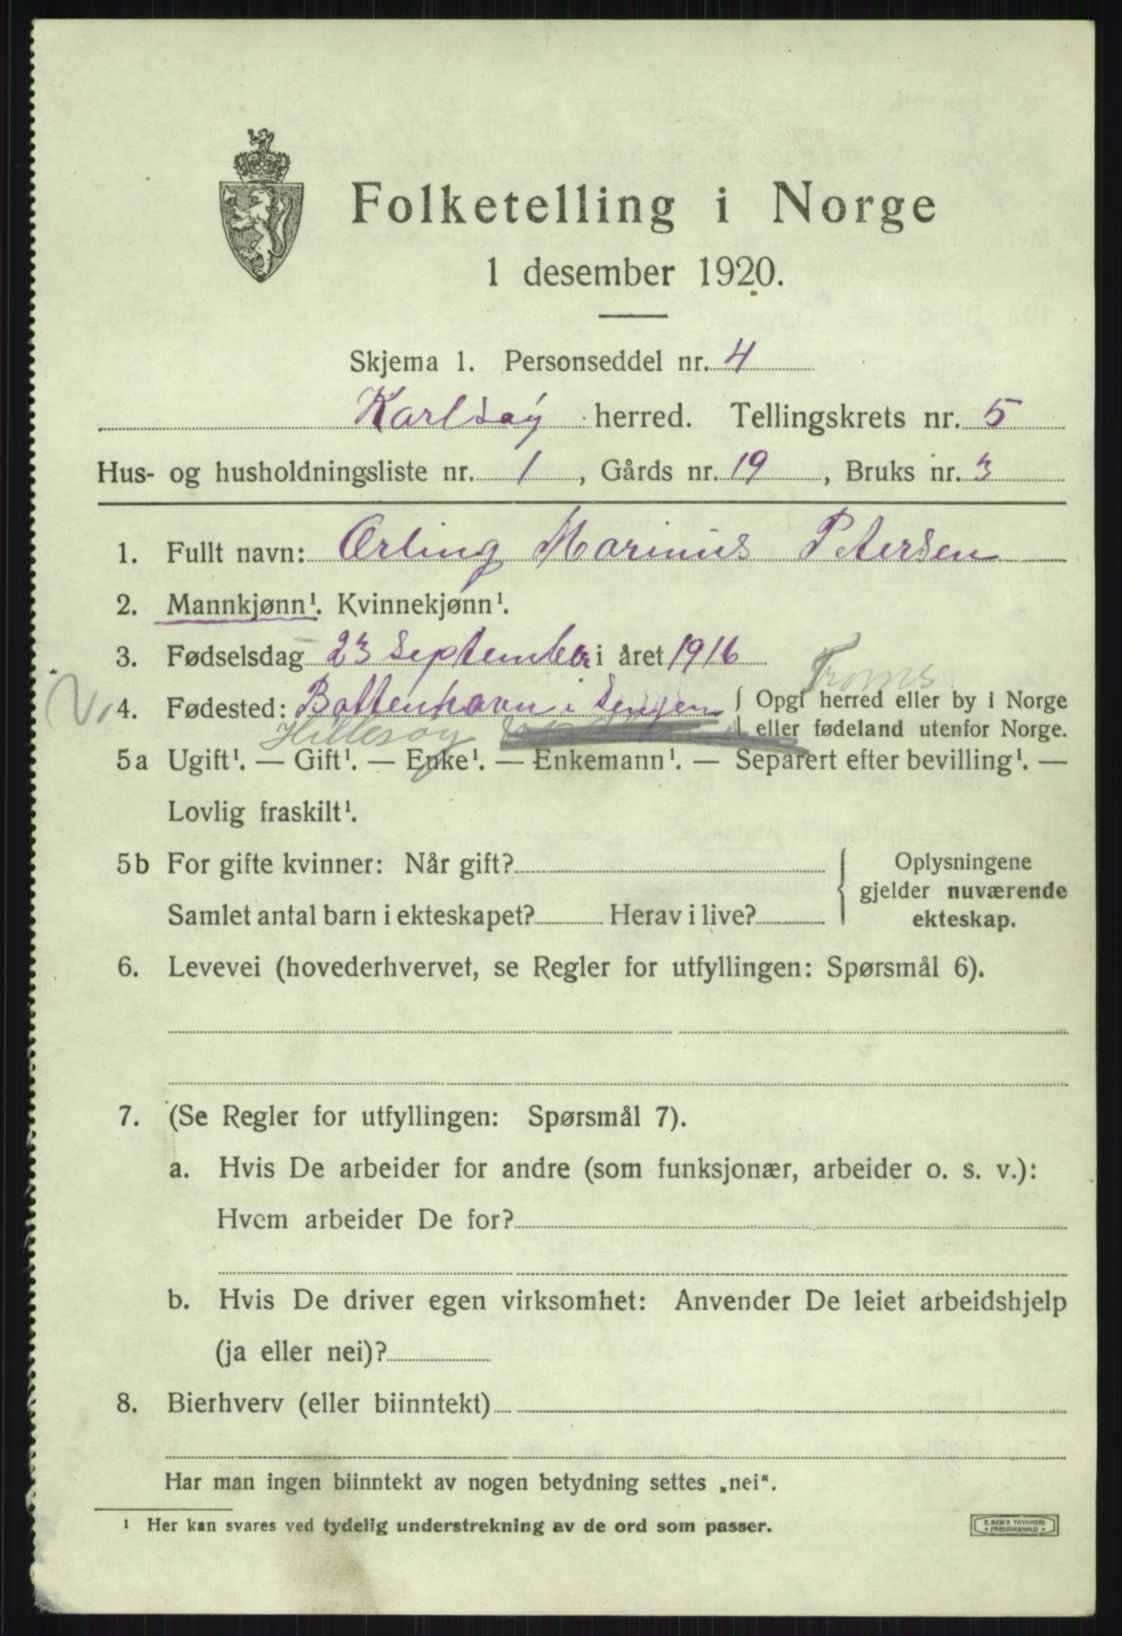 Folketelling i Norge
1 desember 1920.
Skjema 1. Personseddel nr. 4
Karlsøy herred. Tellingskrets nr. 5
Hus- og husholdningsliste nr. 1, Gårds nr. 19, Bruks nr. 3
1. Fullt navn: Erling Marinus Petersen
2. Mannkjønn¹. Kvinnekjønn¹.
3. Fødselsdag 23 September i året 1916
Troms
4. Fødested: Bottenhavn i Senjen { Opgi herred eller by i Norge
eller fødeland utenfor Norge.
Hillesøy
5a Ugift¹. — Gift¹. — Enke¹. — Enkemann¹. — Separert efter bevilling¹. —
Lovlig fraskilt¹.
5b For gifte kvinner: Når gift?
Samlet antal barn i ekteskapet? Herav i live?
{ Oplysningene
gjelder nuværende
ekteskap.
6. Levevei (hovederhvervet, se Regler for utfyllingen: Spørsmål 6).
7. (Se Regler for utfyllingen: Spørsmål 7).
a. Hvis De arbeider for andre (som funksjonær, arbeider o. s. v.):
Hvem arbeider De for?
b. Hvis De driver egen virksomhet: Anvender De leiet arbeidshjelp
(ja eller nei)?
8. Bierhverv (eller biinntekt)
Har man ingen biinntekt av nogen betydning settes „nei“.
¹ Her kan svares ved tydelig understrekning av de ord som passer.